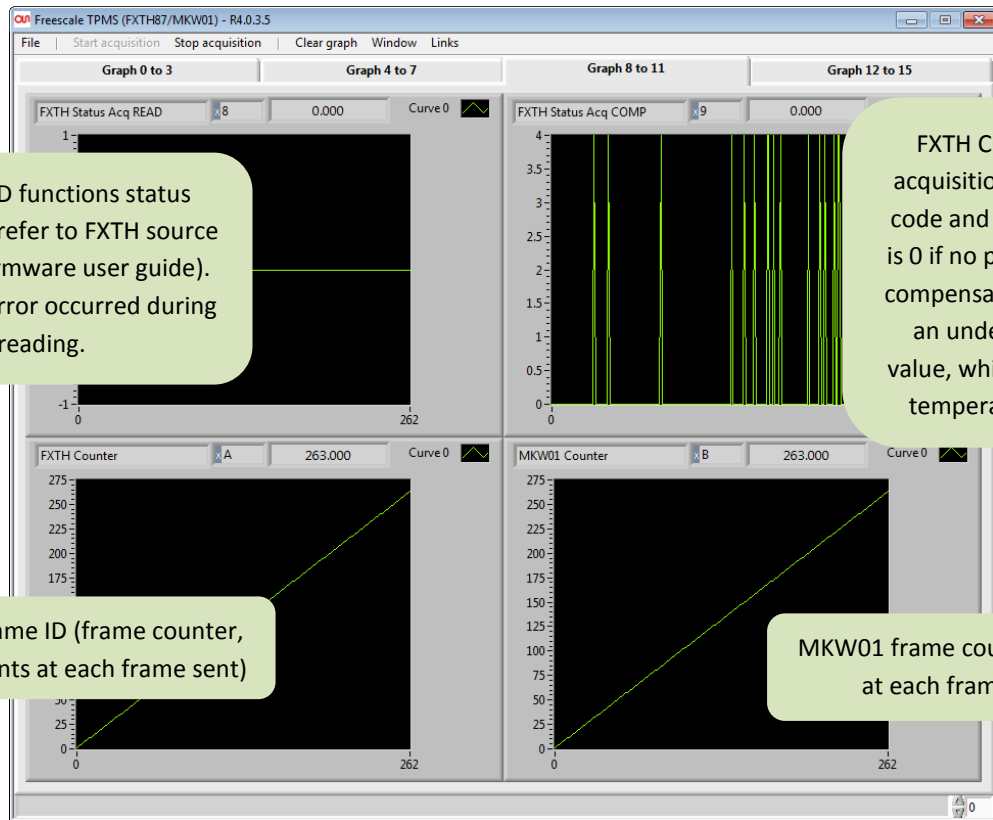 Freescale TPMS (FXTH87/MKW01) - R4.0.3.5
File | Start acquisition Stop acquisition | Clear graph Window Links
Graph 0 to 3 Graph 4 to 7 Graph 8 to 11 Graph 12 to 15
FXTH Status Acq READ x8 0.000 Curve 0
1
-1
0 262
D functions status
refer to FXTH source
rmware user guide).
rror occurred during
reading.
FXTH Status Acq COMP x9 0.000
4
3.5
3
2.5
2
1.5
1
0.5
0
0
FXTH C
acquisitio
code and
is 0 if no p
compensa
an unde
value, whi
tempera
FXTH Counter xA 263.000 Curve 0
275
250
225
200
175
50
25
0
0 262
ame ID (frame counter,
nts at each frame sent)
MKW01 Counter xB 263.000 Curve 0
275
250
225
200
175
150
125
100
75
50
25
0
0 262
MKW01 frame cou
at each fram
0